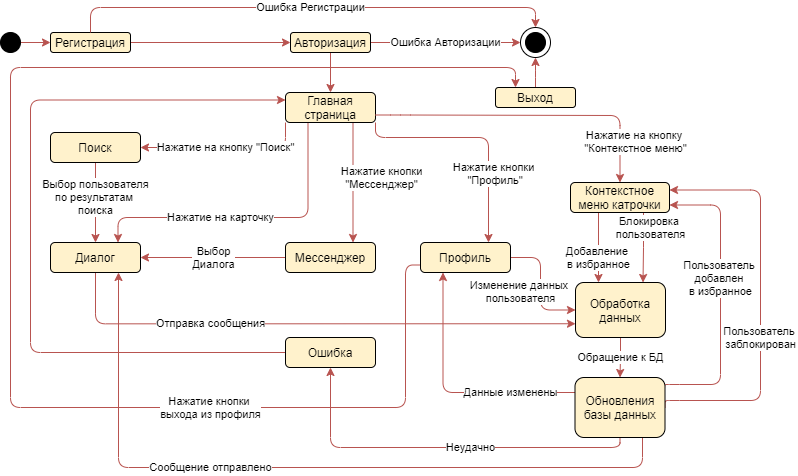 Ошибка Регистрации
Регистрация
Авторизация
Ошибка Авторизации
Выход
Главная
страница
Поиск
Нажатие на кнопку "Поиск"
Нажатие на кнопку
"Контекстное меню"
Нажатие кнопки
"Мессенджер"
Нажатие кнопки
"Профиль"
Выбор пользователя
по результатам
поиска
Контекстное
меню катрочки
Нажатие на карточку
Блокировка
пользователя
Диалог
Выбор
Диалога
Мессенджер
Профиль
Добавление
в избранное
Пользователь
добавлен
в избранное
Изменение данных
пользователя
Обработка
данных
Отправка сообщения
Пользователь
заблокирован
Ошибка
Обращение к БД
Данные изменены
Обновления
базы данных
Нажатие кнопки
выхода из профиля
Неудачно
Сообщение отправлено